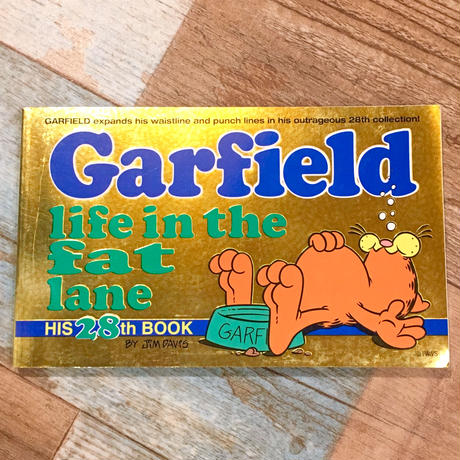 GARFIELD expands his waistline and punch lines in his outrageous 28th collection!
Garfield
life in the
fat
lane
HIS 28th BOOK
BY JIM DAVIS
GARF